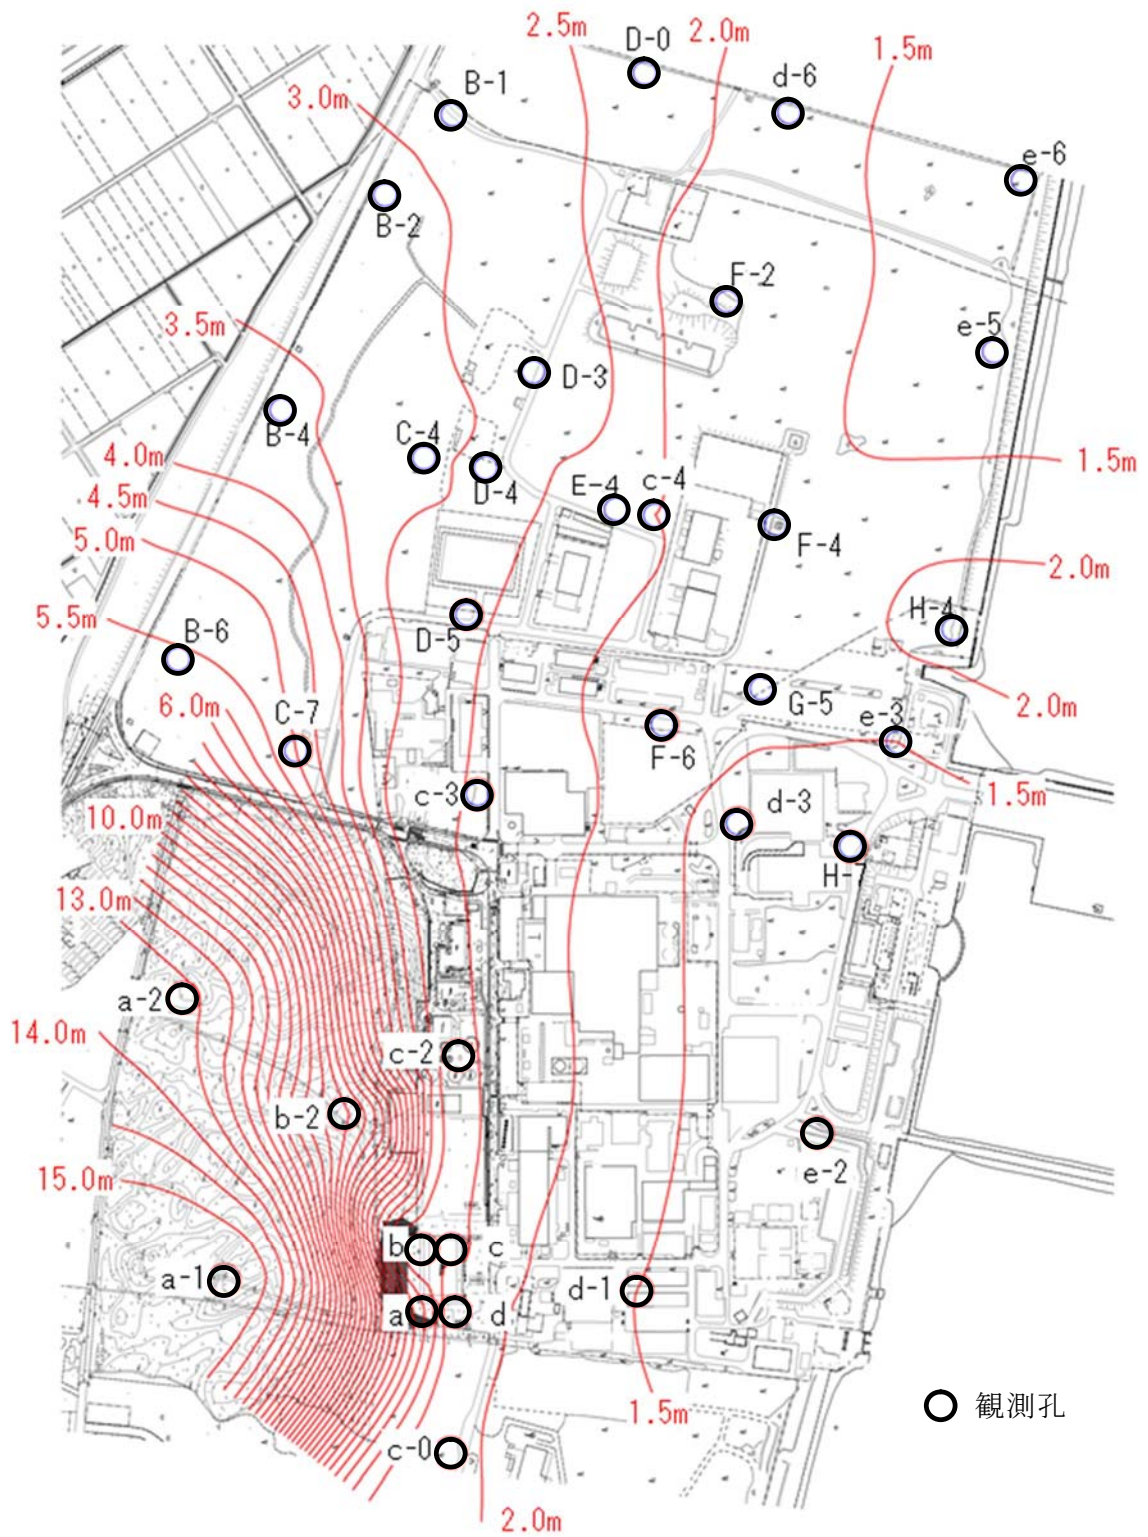 2.5m
D-0
2.0m
1.5m
d-6
B-1
3.0m
e-6
B-2
F-2
3.5m
e-5
D-3
B-4
C-4
4.0m
1.5m
D-4
c-4
E-4
4.5m
5.0m
F-4
2.0m
5.5m
B-6
D-5
H-4
6.0m
C-7
G-5
e-3
2.0m
F-6
c-3
d-3
1.5m
10.0m
H-7
13.0m
a-2
14.0m
c-2
b-2
15.0m
e-2
b
c
a-1
d-1
a
d
1.5m
観測孔
c-0
2.0m